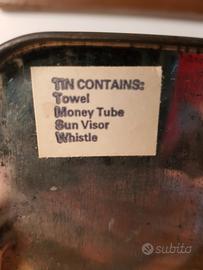 TIN CONTAINS:
Towel
Money Tube
Sun Visor
Whistle
subito